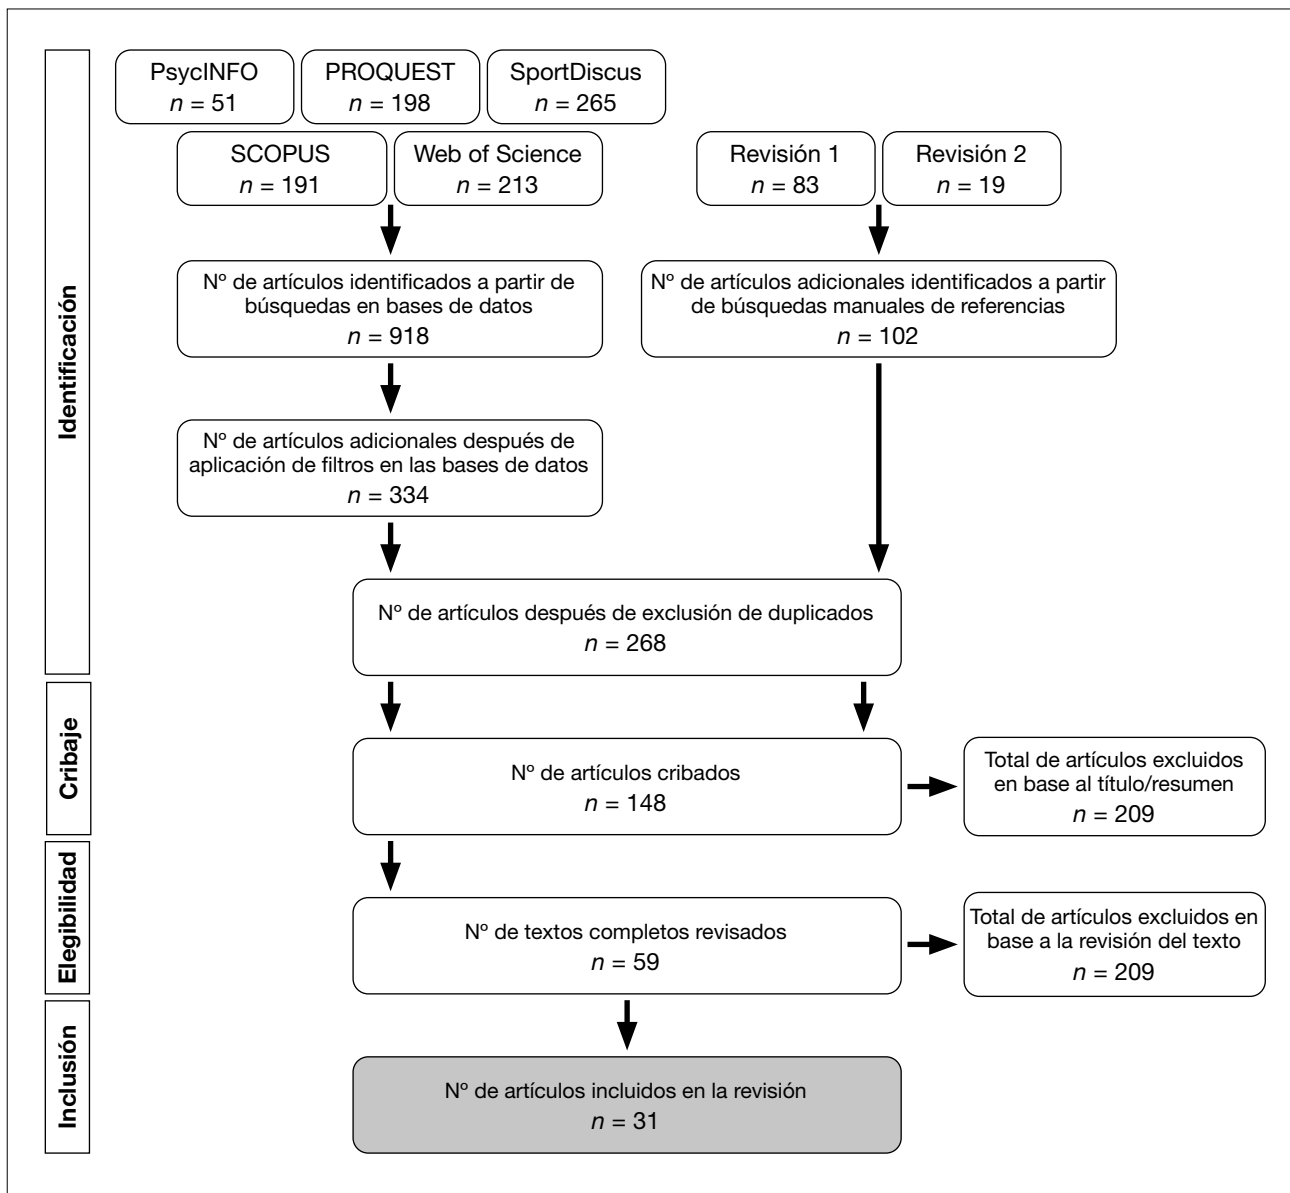 Identificación
PsycINFO
n = 51
PROQUEST
n = 198
SportDiscus
n = 265
SCOPUS
n = 191
Web of Science
n = 213
Revisión 1
n = 83
Revisión 2
n = 19
Nº de artículos identificados a partir de
búsquedas en bases de datos
n = 918
Nº de artículos adicionales identificados a partir
de búsquedas manuales de referencias
n = 102
Nº de artículos adicionales después de
aplicación de filtros en las bases de datos
n = 334
Nº de artículos después de exclusión de duplicados
n = 268
Cribaje
Nº de artículos cribados
n = 148
Total de artículos excluidos
en base al título/resumen
n = 209
Elegibilidad
Nº de textos completos revisados
n = 59
Total de artículos excluidos en
base a la revisión del texto
n = 209
Inclusión
Nº de artículos incluidos en la revisión
n = 31